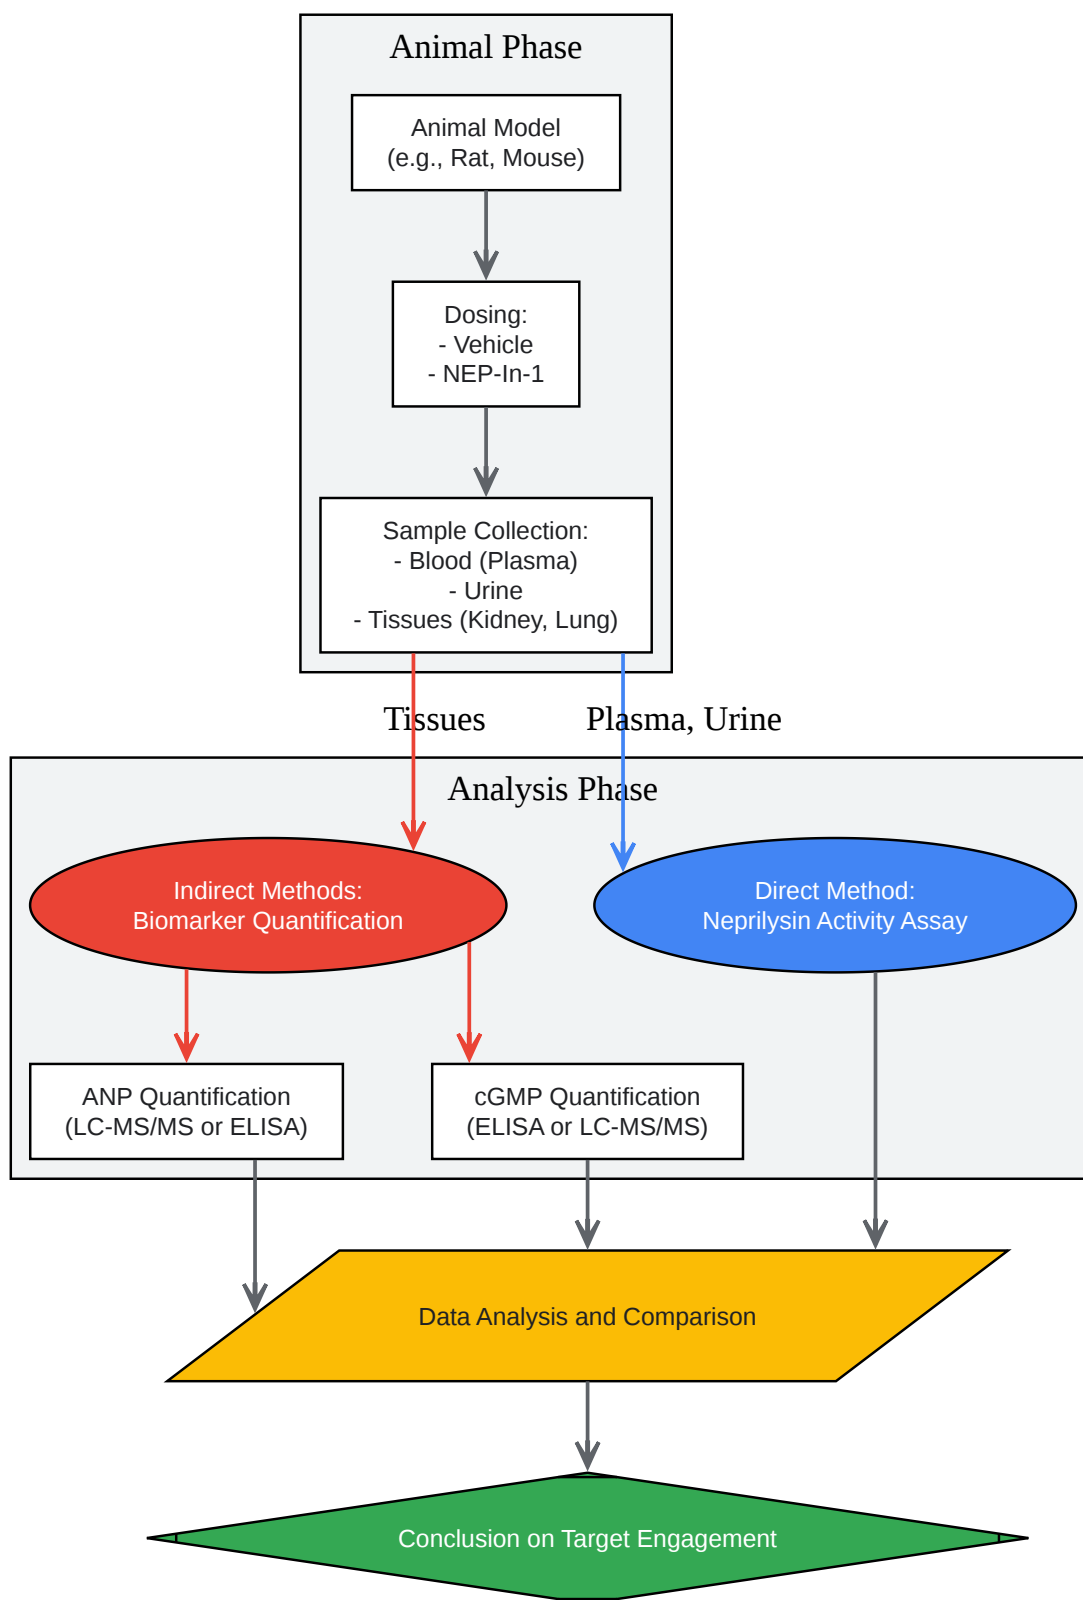 Animal Phase
Animal Model
(e.g., Rat, Mouse)
Dosing:
- Vehicle
- NEP-In-1
Sample Collection:
- Blood (Plasma)
- Urine
- Tissues (Kidney, Lung)
Tissues
Plasma, Urine
Analysis Phase
Indirect Methods:
Biomarker Quantification
Direct Method:
Neprilysin Activity Assay
ANP Quantification
(LC-MS/MS or ELISA)
cGMP Quantification
(ELISA or LC-MS/MS)
Data Analysis and Comparison
Conclusion on Target Engagement